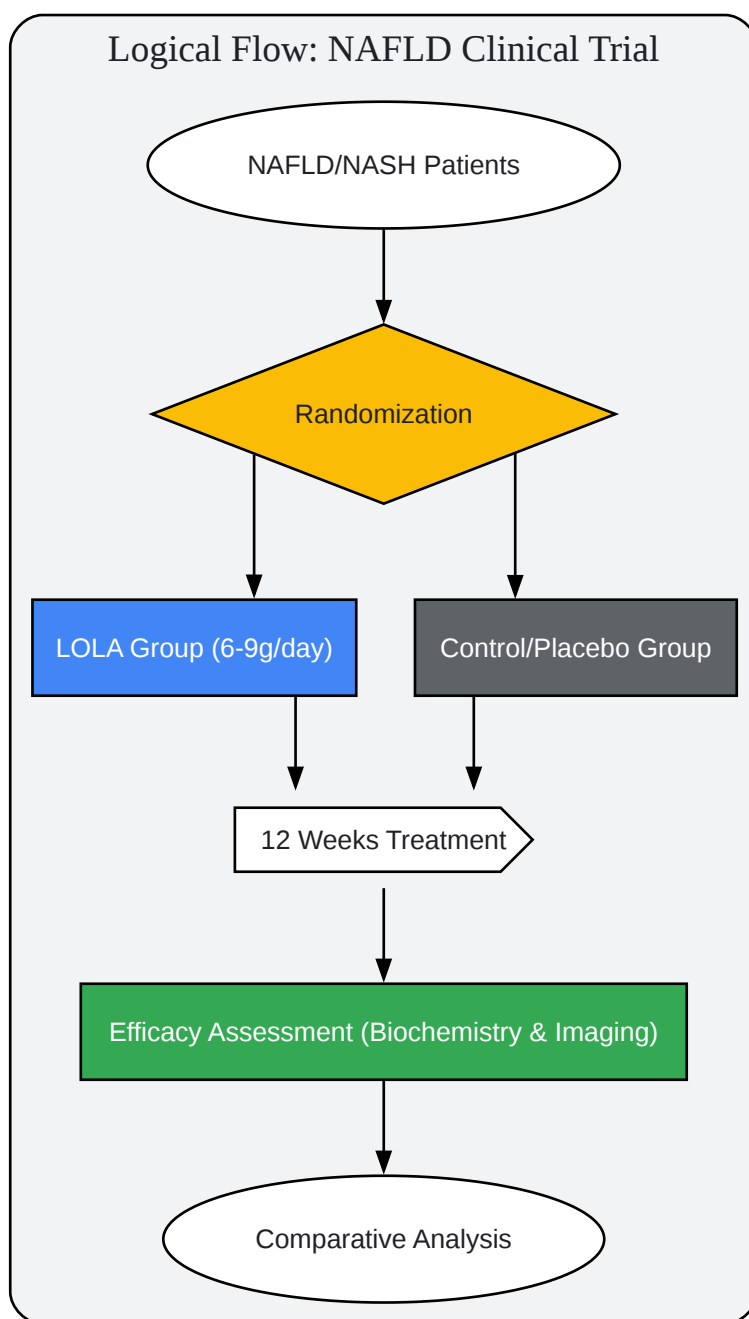 Logical Flow: NAFLD Clinical Trial
NAFLD/NASH Patients
Randomization
LOLA Group (6-9g/day)
Control/Placebo Group
12 Weeks Treatment
Efficacy Assessment (Biochemistry & Imaging)
Comparative Analysis